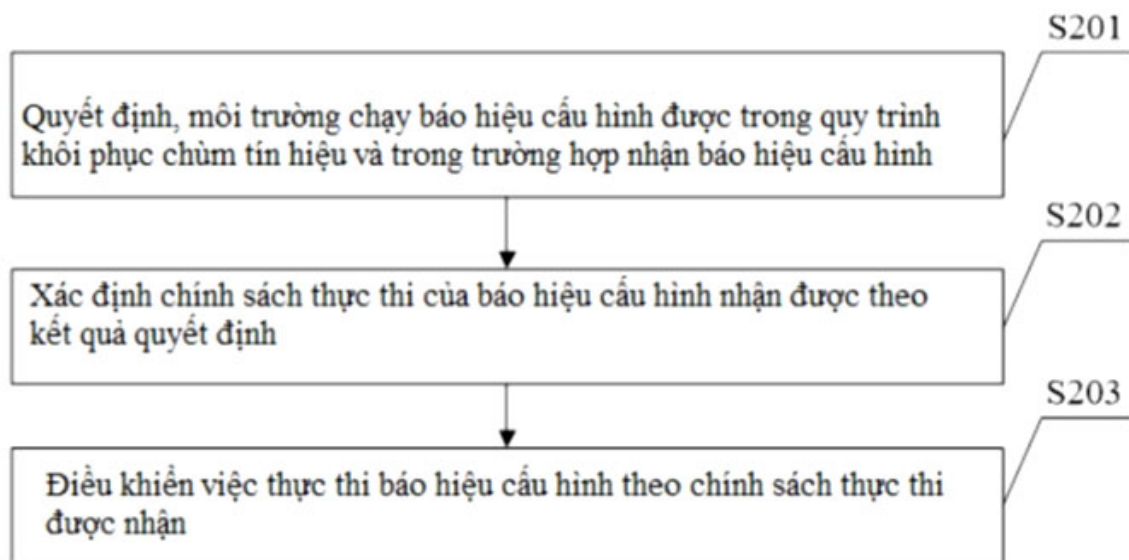 S201
Quyết định, môi trường chạy báo hiệu cấu hình được trong quy trình
khôi phục chùm tín hiệu và trong trường hợp nhận báo hiệu cấu hình
S202
Xác định chính sách thực thi của báo hiệu cấu hình nhận được theo
kết quả quyết định
S203
Điều khiển việc thực thi báo hiệu cấu hình theo chính sách thực thi
được nhận